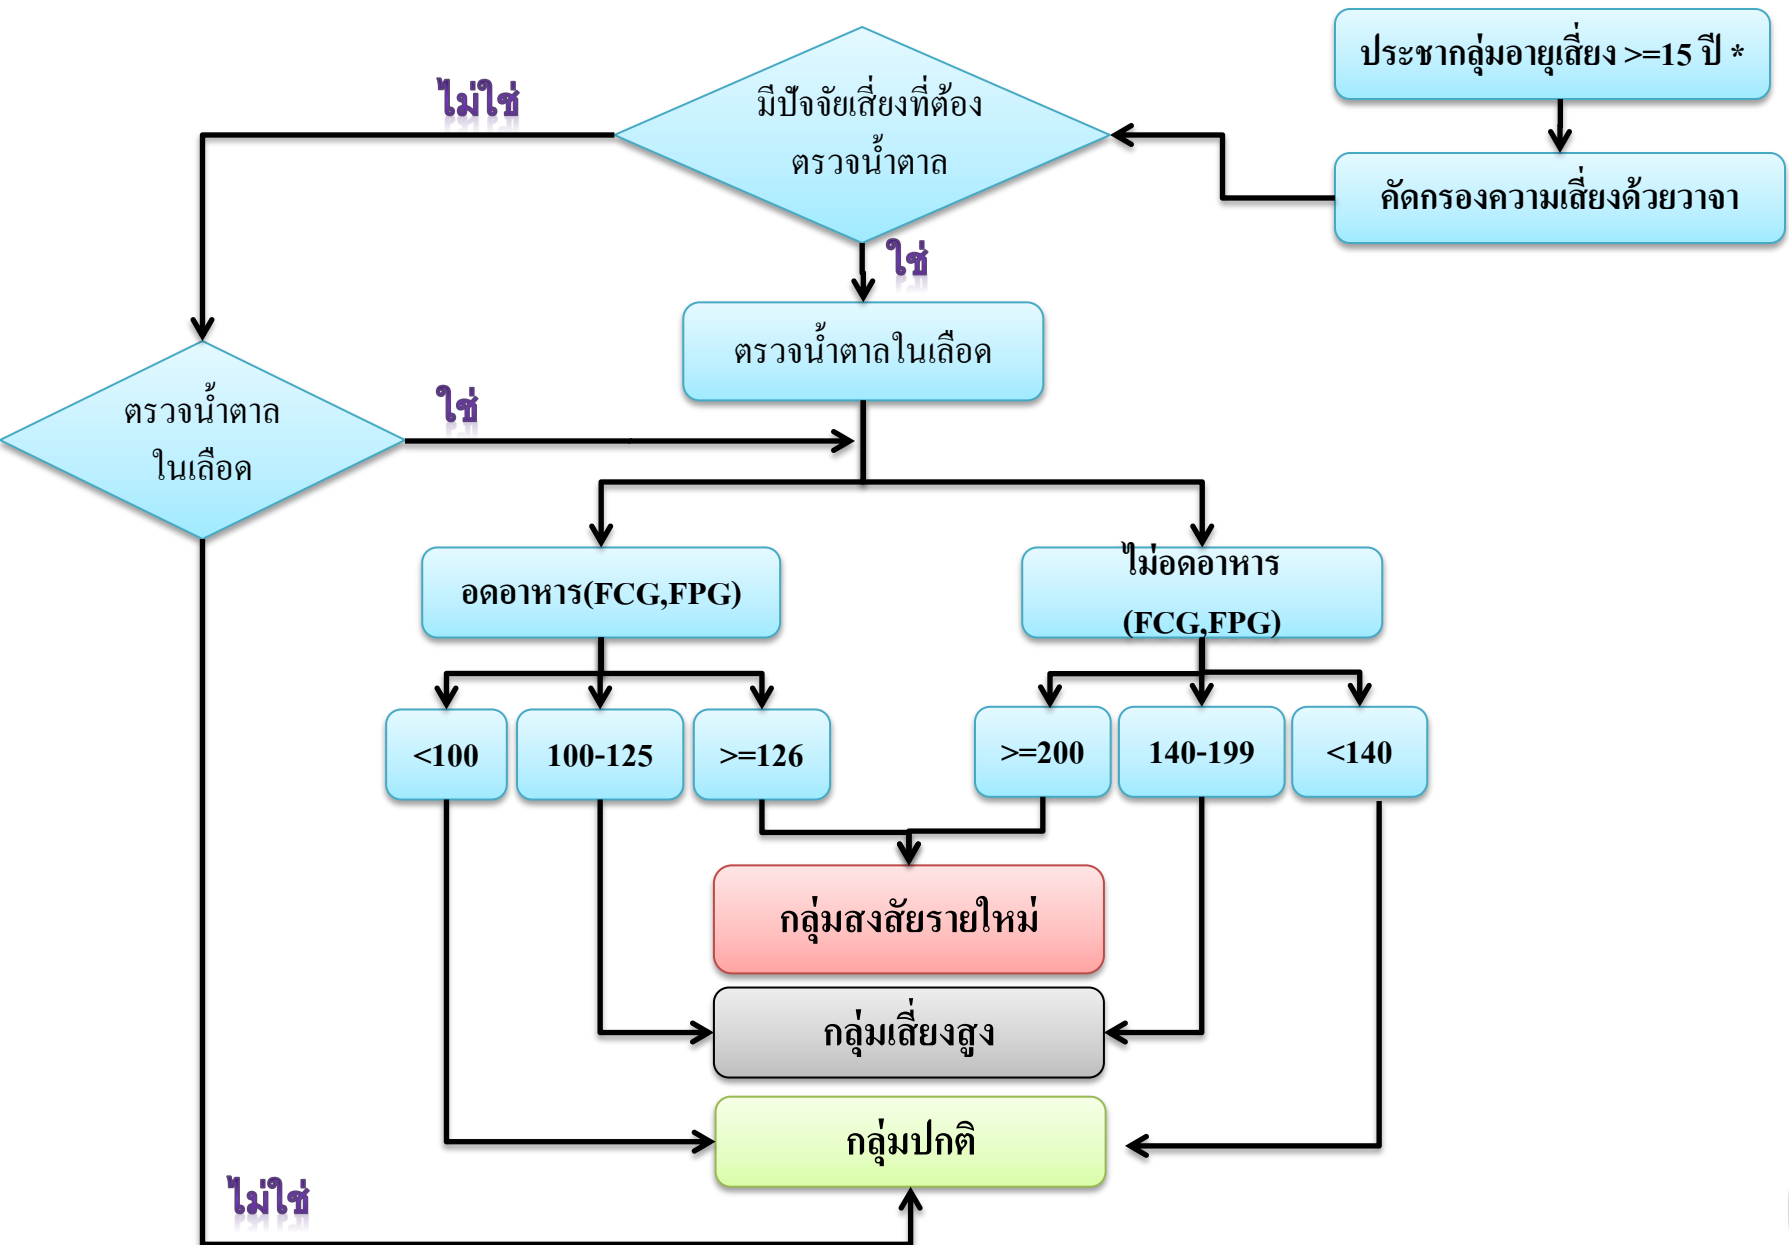 ประชากลุ่มอายุเสี่ยง >=15 ปี *
คัดกรองความเสี่ยงด้วยวาจา
มีปัจจัยเสี่ยงที่ต้อง
ตรวจน้ำตาล
ไม่ใช่
ใช่
ตรวจน้ำตาลในเลือด
ตรวจน้ำตาล
ในเลือด
ใช่
อดอาหาร(FCG,FPG)
ไม่อดอาหาร
(FCG,FPG)
<100
100-125
>=126
>=200
140-199
<140
กลุ่มสงสัยรายใหม่
กลุ่มเสี่ยงสูง
กลุ่มปกติ
ไม่ใช่